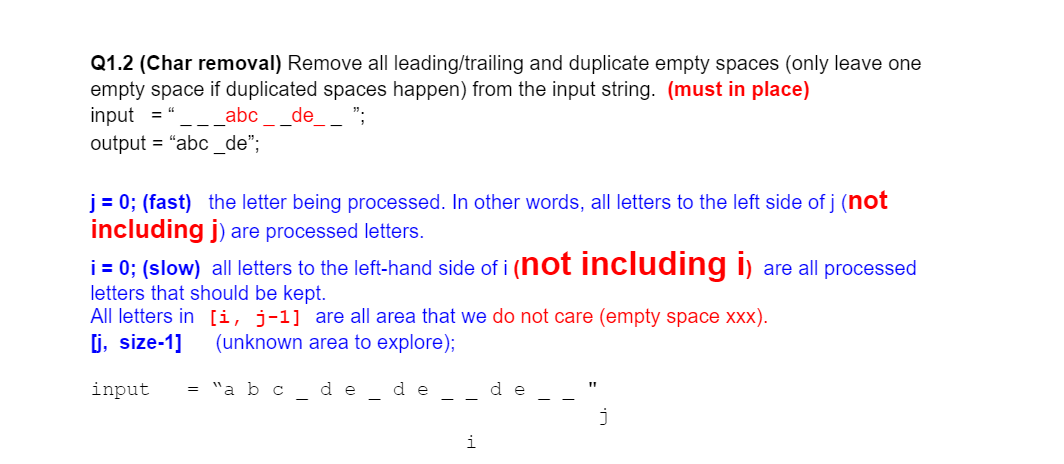 Q1.2 (Char removal) Remove all leading/trailing and duplicate empty spaces (only leave one
empty space if duplicated spaces happen) from the input string.  (must in place)
input   = “ _ _ _abc _ _de_ _  ”;
output = “abc _de”;
j = 0; (fast)   the letter being processed. In other words, all letters to the left side of j (not
including j) are processed letters.
i = 0; (slow)  all letters to the left-hand side of i (not including i)  are all processed
letters that should be kept.
All letters in  [i, j-1]  are all area that we do not care (empty space xxx).
[j,  size-1]      (unknown area to explore);
input   = “a b c _ d e _ d e _ _ d e _ _ "
j
i